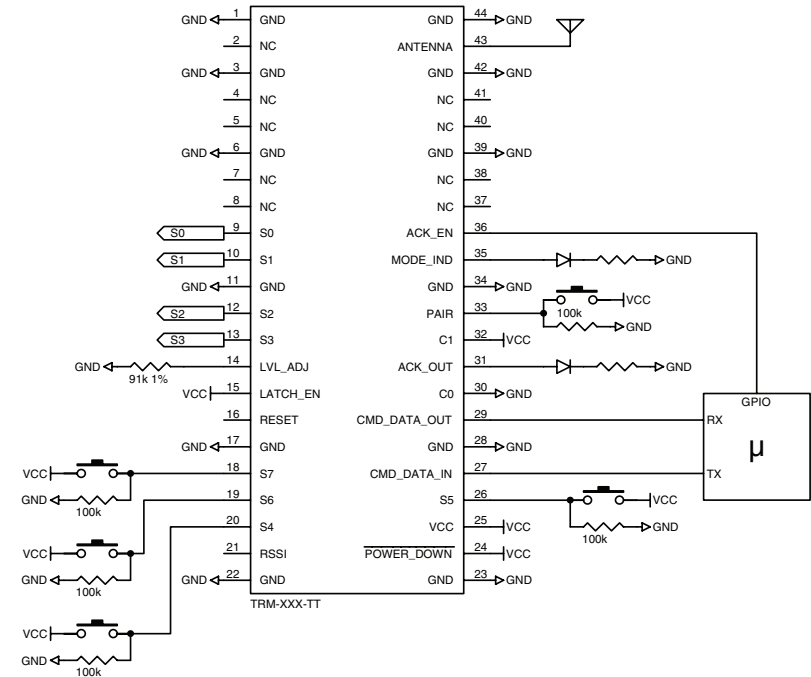 GND 1 GND GND 44 GND
2 NC ANTENNA 43
GND 3 GND GND 42 GND
4 NC NC 41
5 NC NC 40
GND 6 GND GND 39 GND
7 NC NC 38
8 NC NC 37
S0 9 S0 ACK_EN 36
S1 10 S1 MODE_IND 35 GND
GND 11 GND GND 34 GND
S2 12 S2 PAIR 33 VCC
100k
GND
S3 13 S3 C1 32 VCC
GND 14 LVL_ADJ ACK_OUT 31 GND
91k 1%
VCC 15 LATCH_EN C0 30 GND
GPIO
16 RESET CMD_DATA_OUT 29 RX
GND 17 GND GND 28 GND
µ
VCC 18 S7 CMD_DATA_IN 27 TX
GND 19 S6 S5 26 VCC
100k
20 S4 VCC 25 VCC GND
100k
VCC 21 RSSI POWER_DOWN 24 VCC
GND 22 GND GND 23 GND
GND
100k
TRM-XXX-TT
VCC
GND
100k